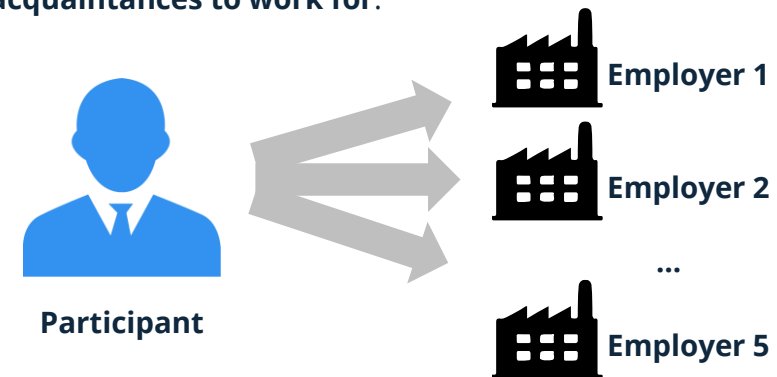 acquaintances to work for.
Employer 1
Employer 2
...
Employer 5
Participant